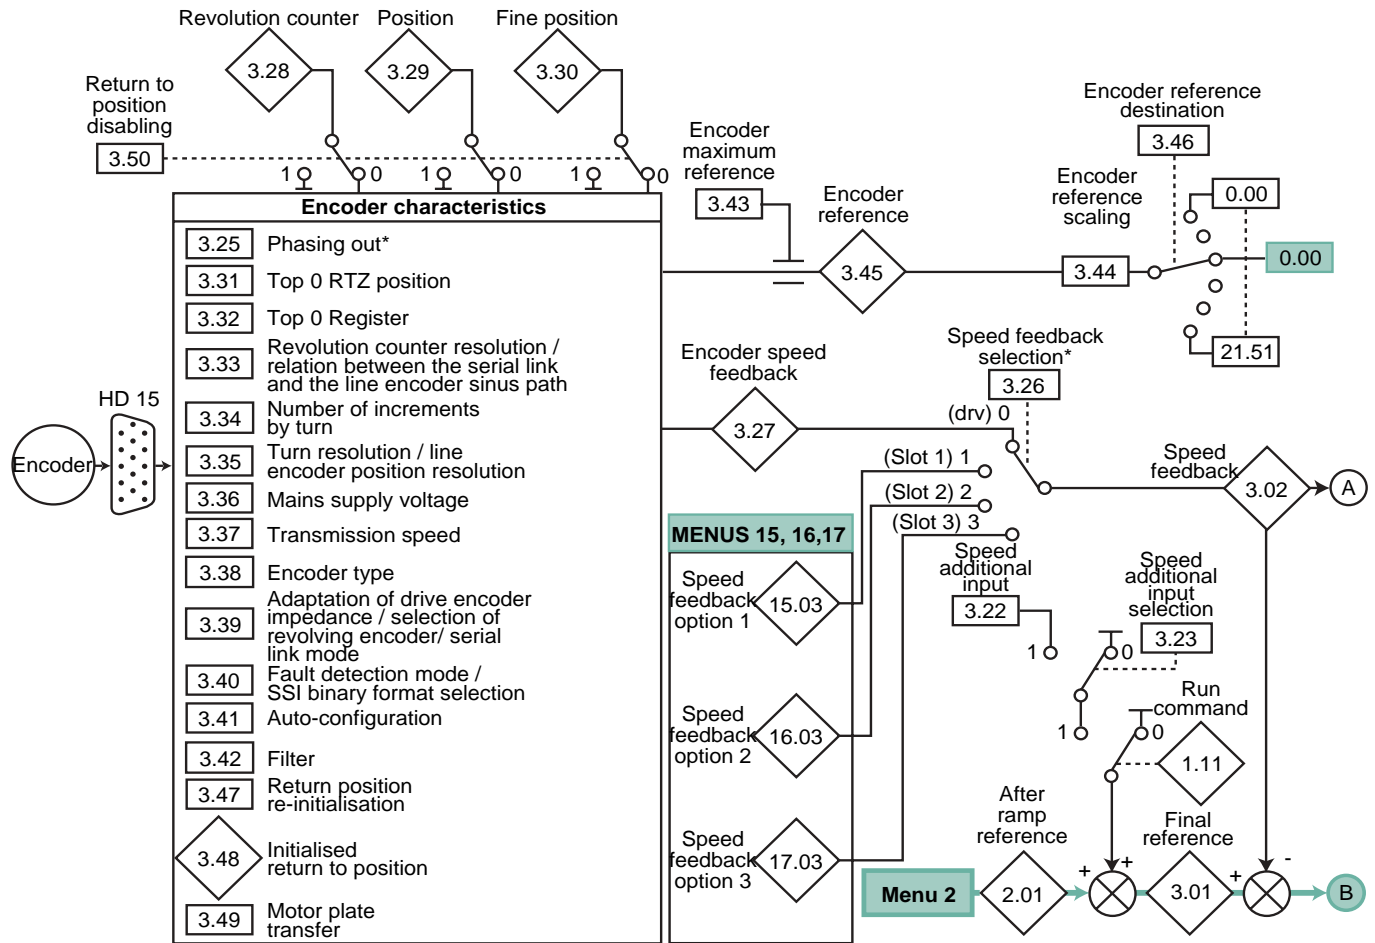 Revolution counter
Position
Fine position
3.28
3.29
3.30
Return to
position
disabling
3.50
1
0
1
0
1
0
Encoder characteristics
3.25 Phasing out*
3.31 Top 0 RTZ position
3.32 Top 0 Register
3.33 Revolution counter resolution /
relation between the serial link
and the line encoder sinus path
3.34 Number of increments
by turn
3.35 Turn resolution / line
encoder position resolution
3.36 Mains supply voltage
3.37 Transmission speed
3.38 Encoder type
3.39 Adaptation of drive encoder
impedance / selection of
revolving encoder/ serial
link mode
3.40 Fault detection mode /
SSI binary format selection
3.41 Auto-configuration
3.42 Filter
3.47 Return position
re-initialisation
3.48 Initialised
return to position
3.49 Motor plate
transfer
Encoder
HD 15
Encoder
maximum
reference
3.43
Encoder
reference
3.45
Encoder reference
destination
3.46
Encoder
reference
scaling
3.44
0.00
0.00
21.51
Encoder speed
feedback
3.27
Speed feedback
selection*
3.26
(drv) 0
(Slot 1) 1
(Slot 2) 2
(Slot 3) 3
Speed
feedback
3.02
A
MENUS 15, 16,17
Speed
feedback
option 1
15.03
Speed
feedback
option 2
16.03
Speed
feedback
option 3
17.03
Speed
additional
input
3.22
Speed
additional
input
selection
3.23
1
0
1
0
Run
command
1.11
After
ramp
reference
Final
reference
Menu 2
2.01
+
+
3.01
+
-
B